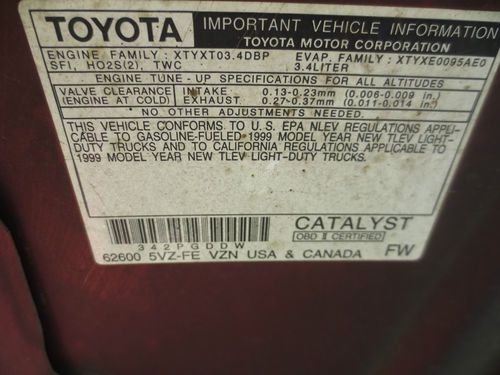 TOYOTA IMPORTANT VEHICLE INFORMATION
TOYOTA MOTOR CORPORATION
ENGINE FAMILY : XTYXT03.4DBP EVAP. FAMILY : XTYXE0095AE0
SFI, HO2S(2), TWC 3.4LITER
ENGINE TUNE - UP SPECIFICATIONS FOR ALL ALTITUDES
VALVE CLEARANCE INTAKE 0.13-0.23mm (0.006-0.009 in.)
(ENGINE AT COLD) EXHAUST 0.27-0.37mm (0.011-0.014 in.)
* NO OTHER ADJUSTMENTS NEEDED.
THIS VEHICLE CONFORMS TO U.S. EPA NLEV REGULATIONS APPLI-
CABLE TO GASOLINE-FUELED 1999 MODEL YEAR NEW TLEV LIGHT-
DUTY TRUCKS AND TO CALIFORNIA REGULATIONS APPLICABLE TO
1999 MODEL YEAR NEW TLEV LIGHT-DUTY TRUCKS.
CATALYST
342PGDDW OBD II CERTIFIED
62600 5VZ-FE VZN USA & CANADA FW